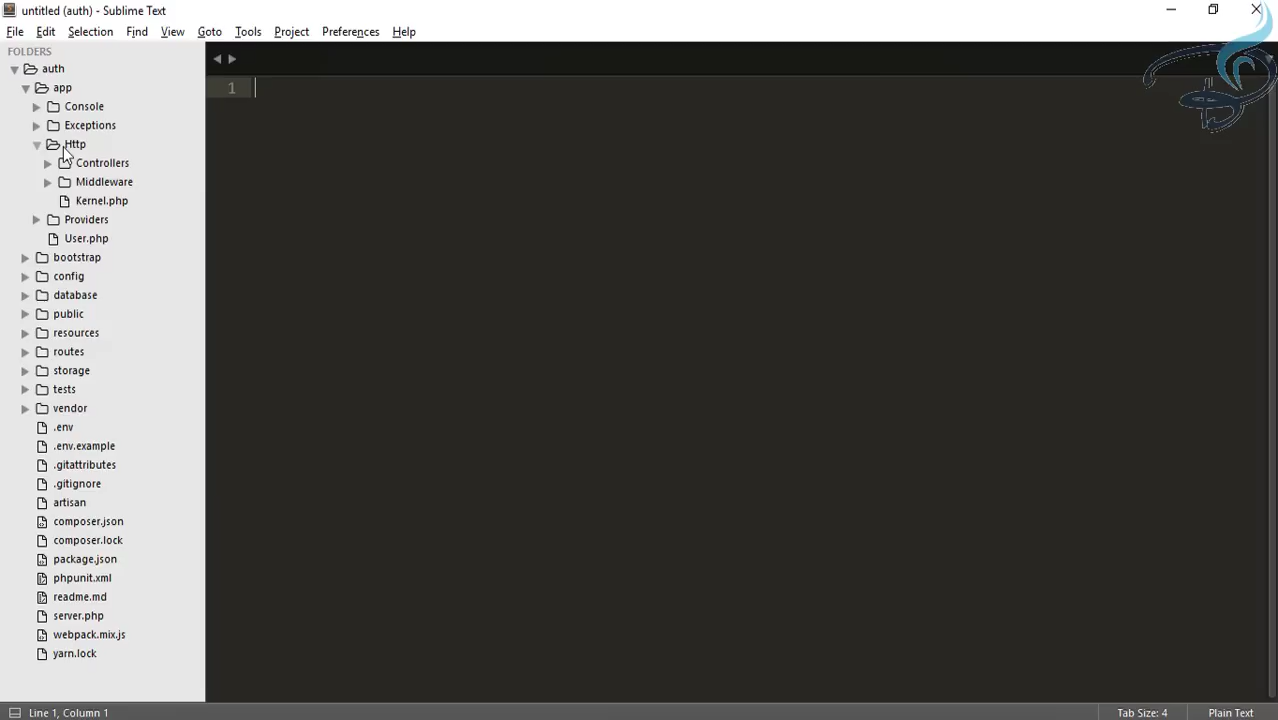 untitled (auth) - Sublime Text
File Edit Selection Find View Goto Tools Project Preferences Help
FOLDERS
auth
app
1
Console
Exceptions
Http
Controllers
Middleware
Kernel.php
Providers
User.php
bootstrap
config
database
public
resources
routes
storage
tests
vendor
.env
.env.example
.gitattributes
.gitignore
artisan
composer.json
composer.lock
package.json
phpunit.xml
readme.md
server.php
webpack.mix.js
yarn.lock
Line 1, Column 1 Tab Size: 4 Plain Text